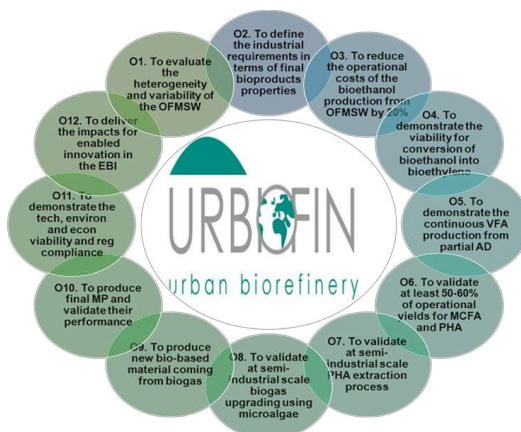 O1. To evaluate
the
heterogeneity
and variability of
the OFMSW
O2. To define
the industrial
requirements in
terms of final
bioproducts
properties
O3. To reduce
the operational
costs of the
bioethanol
production from
OFMSW by 20%
O4. To
demonstrate the
viability for
conversion of
bioethanol into
bioethylene
O5. To
demonstrate the
continuous VFA
production from
partial AD
O6. To validate
at least 50-60%
of operational
yields for MCFA
and PHA
O7. To validate
at semi-
industrial scale
PHA extraction
process
O8. To validate
at semi-
industrial scale
biogas
upgrading using
microalgae
O9. To produce
new bio-based
material coming
from biogas
O10. To produce
final MP and
validate their
performance
O11. To
demonstrate the
tech, environ and
econ viability and reg
compliance
O12. To deliver
the impacts for
enabled
innovation in the
EBI
URBIOFIN
urban biorefinery